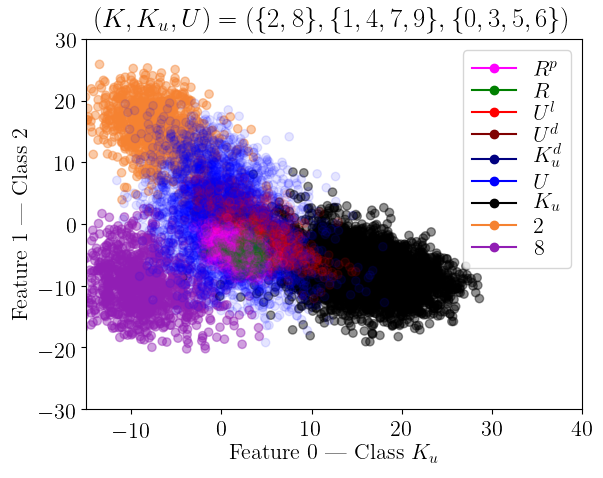 (K, K_u, U) = ({2, 8}, {1, 4, 7, 9}, {0, 3, 5, 6})
30
20
10
0
−10
−20
−30
Feature 1 — Class 2
R^p
R
U^l
U^d
K_u^d
U
K_u
2
8
−10
0
10
20
30
40
Feature 0 — Class K_u